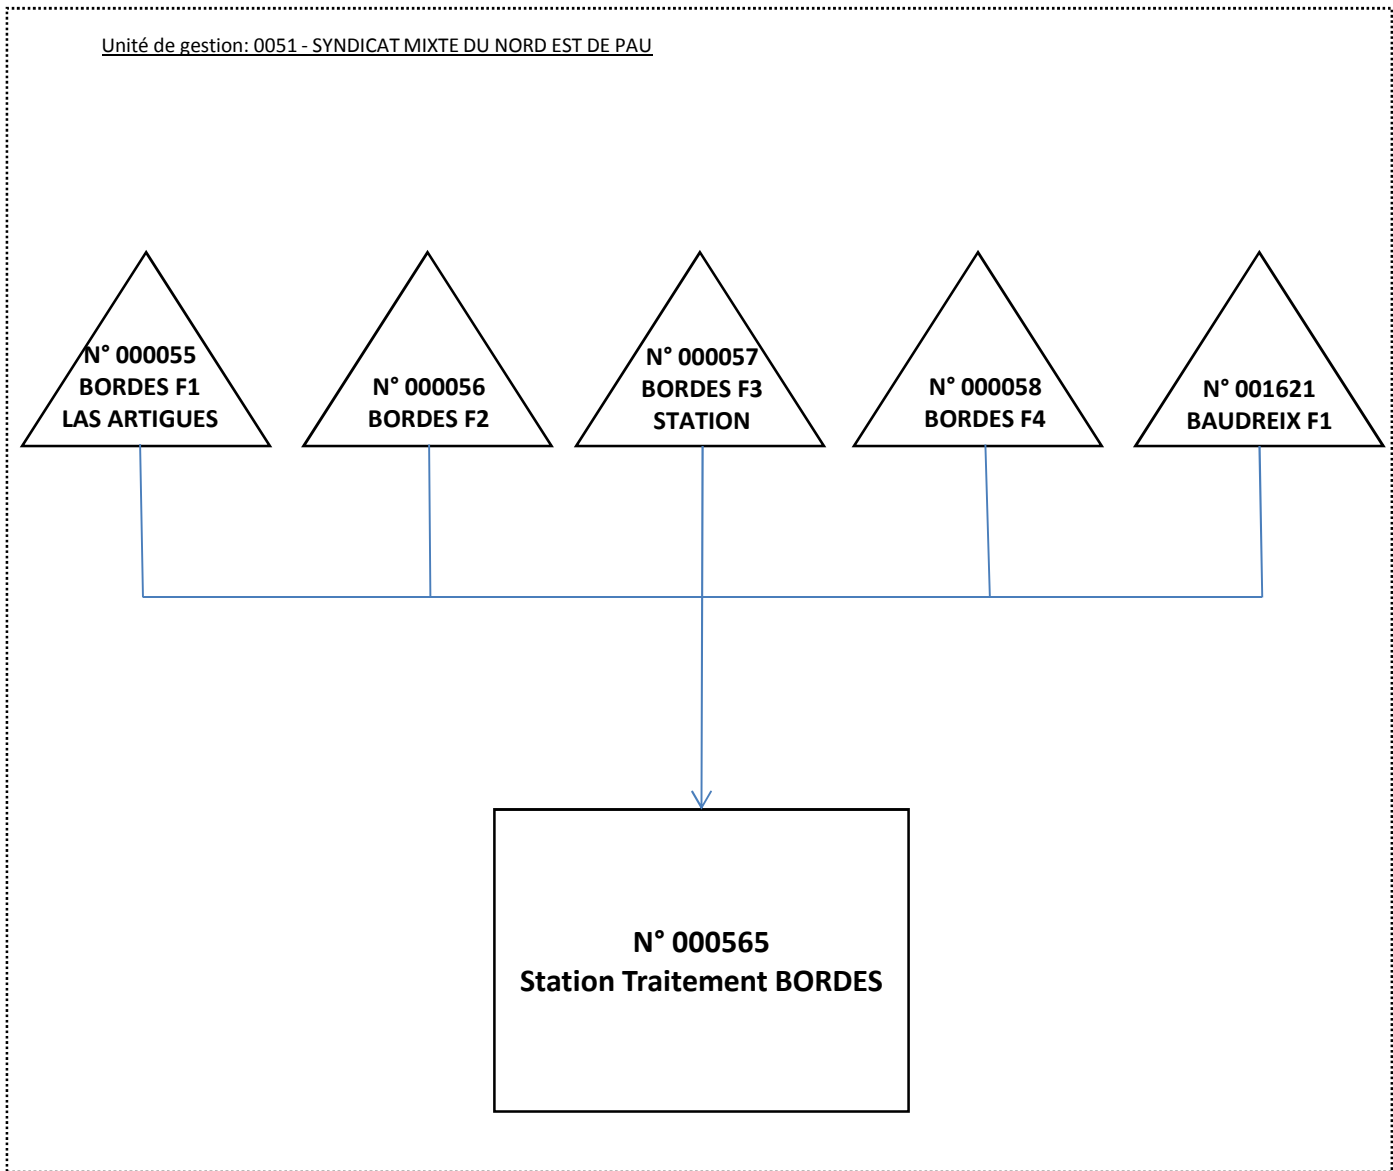 Unité de gestion: 0051 - SYNDICAT MIXTE DU NORD EST DE PAU
N° 000055
BORDES F1
LAS ARTIGUES
N° 000056
BORDES F2
N° 000057
BORDES F3
STATION
N° 000058
BORDES F4
N° 001621
BAUDREIX F1
N° 000565
Station Traitement BORDES